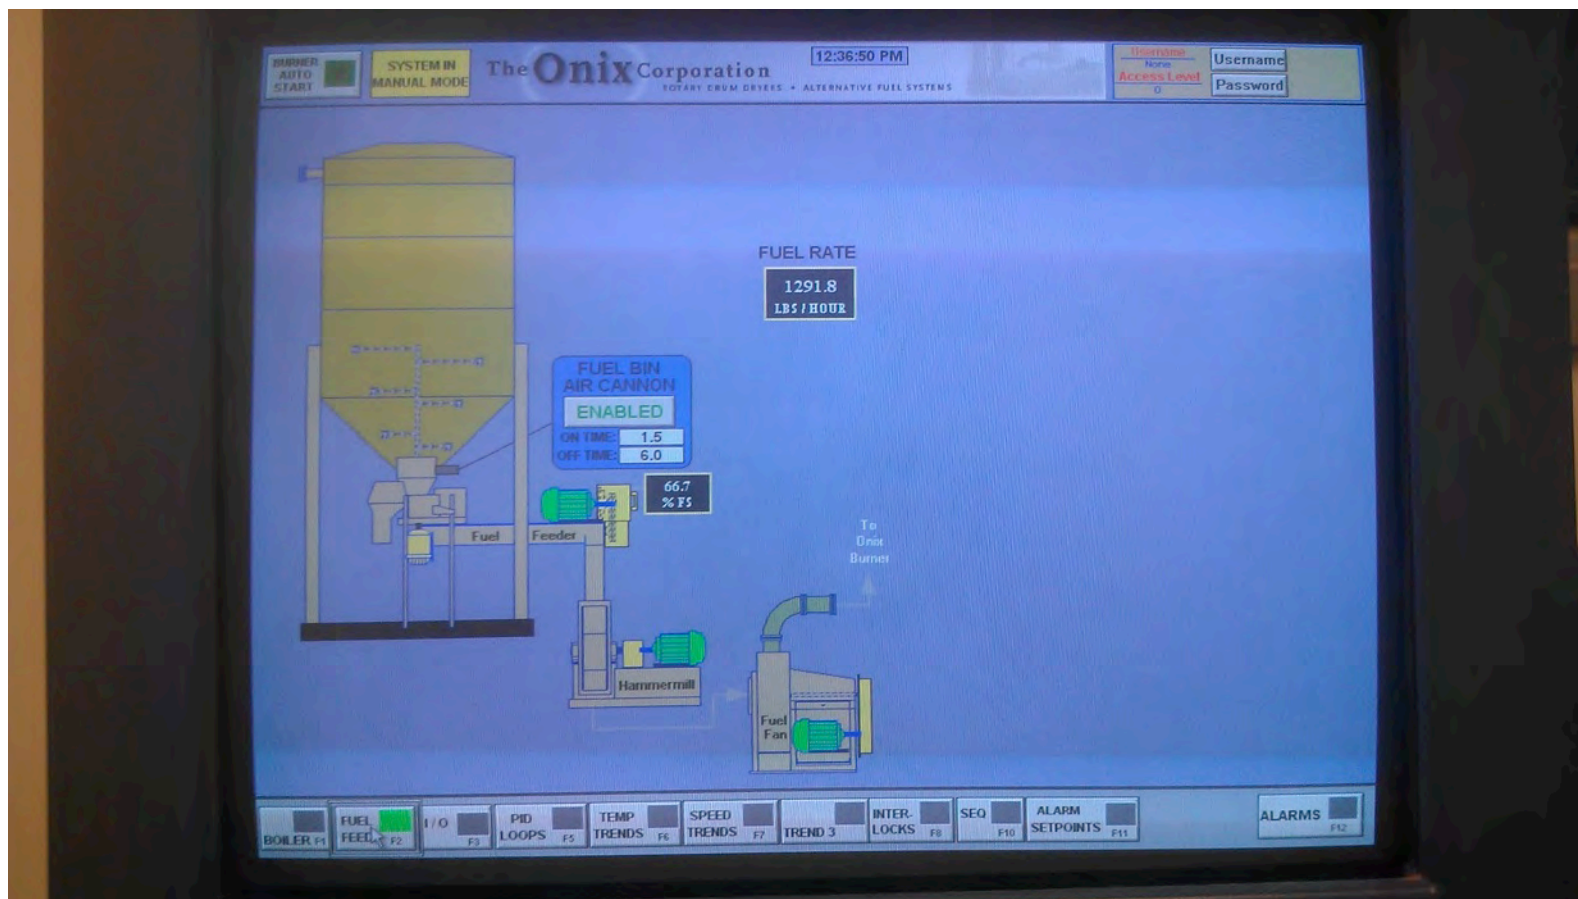 BURNER
AUTO
START
SYSTEM IN
MANUAL MODE
The Onix Corporation
ROTARY DRUM DRYERS • ALTERNATIVE FUEL SYSTEMS
12:36:50 PM
Username
None
Access Level
0
Username
Password
FUEL RATE
1291.8
LBS / HOUR
FUEL BIN
AIR CANNON
ENABLED
ON TIME: 1.5
OFF TIME: 6.0
66.7
% FS
Fuel Feeder
To
Onix
Burner
Hammermill
Fuel
Fan
BOILER F1
FUEL
FEED F2
I / O F3
PID
LOOPS F5
TEMP
TRENDS F6
SPEED
TRENDS F7
TREND 3
INTER-
LOCKS F8
SEQ F10
ALARM
SETPOINTS F11
ALARMS F12